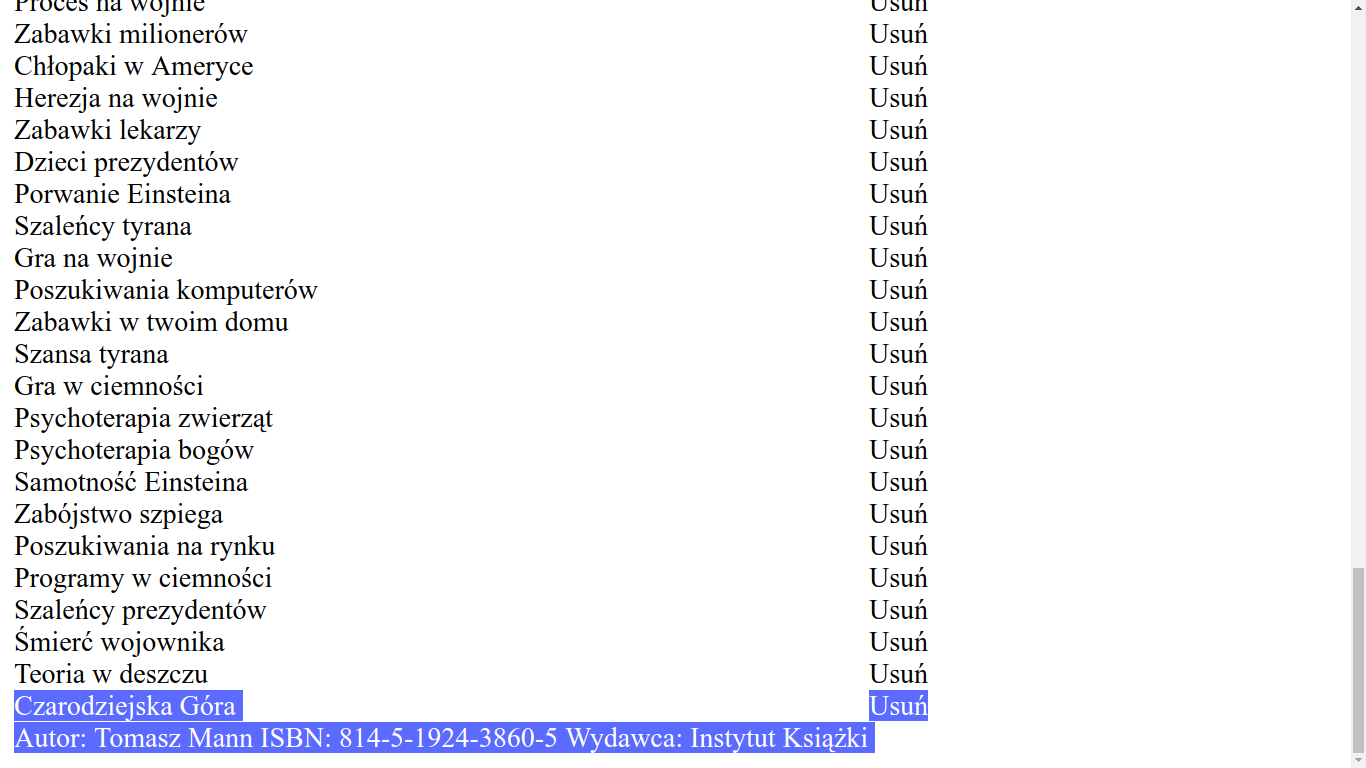 Proces na wojnie Usuń
Zabawki milionerów Usuń
Chłopaki w Ameryce Usuń
Herezja na wojnie Usuń
Zabawki lekarzy Usuń
Dzieci prezydentów Usuń
Porwanie Einsteina Usuń
Szaleńcy tyrana Usuń
Gra na wojnie Usuń
Poszukiwania komputerów Usuń
Zabawki w twoim domu Usuń
Szansa tyrana Usuń
Gra w ciemności Usuń
Psychoterapia zwierząt Usuń
Psychoterapia bogów Usuń
Samotność Einsteina Usuń
Zabójstwo szpiega Usuń
Poszukiwania na rynku Usuń
Programy w ciemności Usuń
Szaleńcy prezydentów Usuń
Śmierć wojownika Usuń
Teoria w deszczu Usuń
Czarodziejska Góra Usuń
Autor: Tomasz Mann ISBN: 814-5-1924-3860-5 Wydawca: Instytut Książki